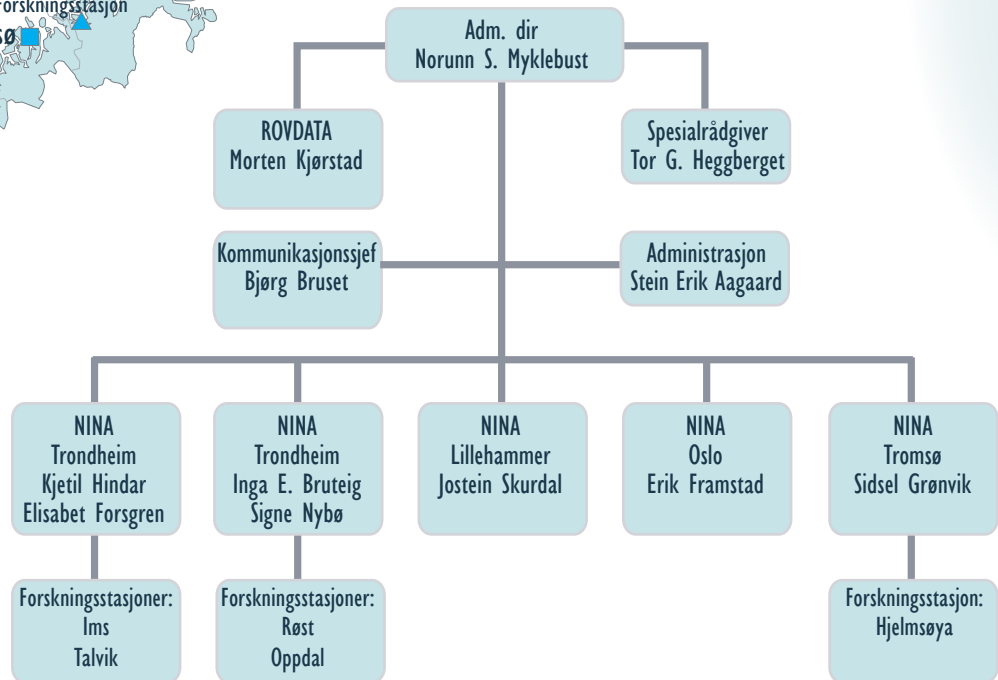 Forskningsstasjon
Adm. dir
Norunn S. Myklebust
ROVDATA
Morten Kjørstad
Spesialrådgiver
Tor G. Heggberget
Kommunikasjonssjef
Bjørg Bruset
Administrasjon
Stein Erik Aagaard
NINA
Trondheim
Kjetil Hindar
Elisabet Forsgren
NINA
Trondheim
Inga E. Bruteig
Signe Nybø
NINA
Lillehammer
Jostein Skurdal
NINA
Oslo
Erik Framstad
NINA
Tromsø
Sidsel Grønvik
Forskningsstasjoner:
Ims
Talvik
Forskningsstasjoner:
Røst
Oppdal
Forskningsstasjon:
Hjelmsøya